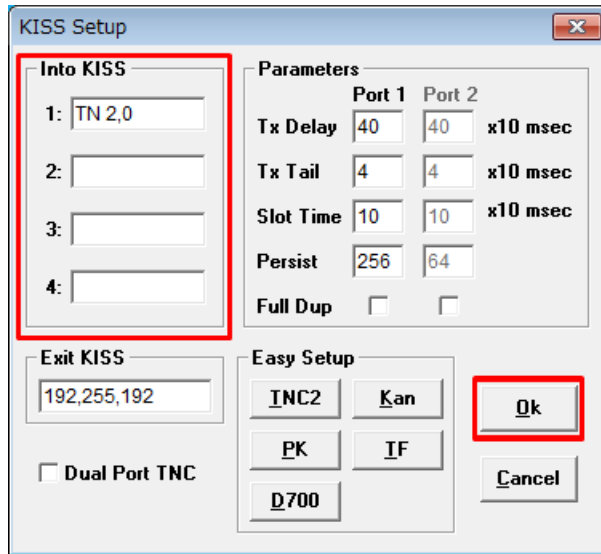 KISS Setup
Into KISS
1: TN 2,0
2:
3:
4:
Parameters
Port 1 Port 2
Tx Delay 40 40 x10 msec
Tx Tail 4 4 x10 msec
Slot Time 10 10 x10 msec
Persist 256 64
Full Dup
Exit KISS
192,255,192
Dual Port TNC
Easy Setup
TNC2 Kan
PK TF
D700
Ok
Cancel